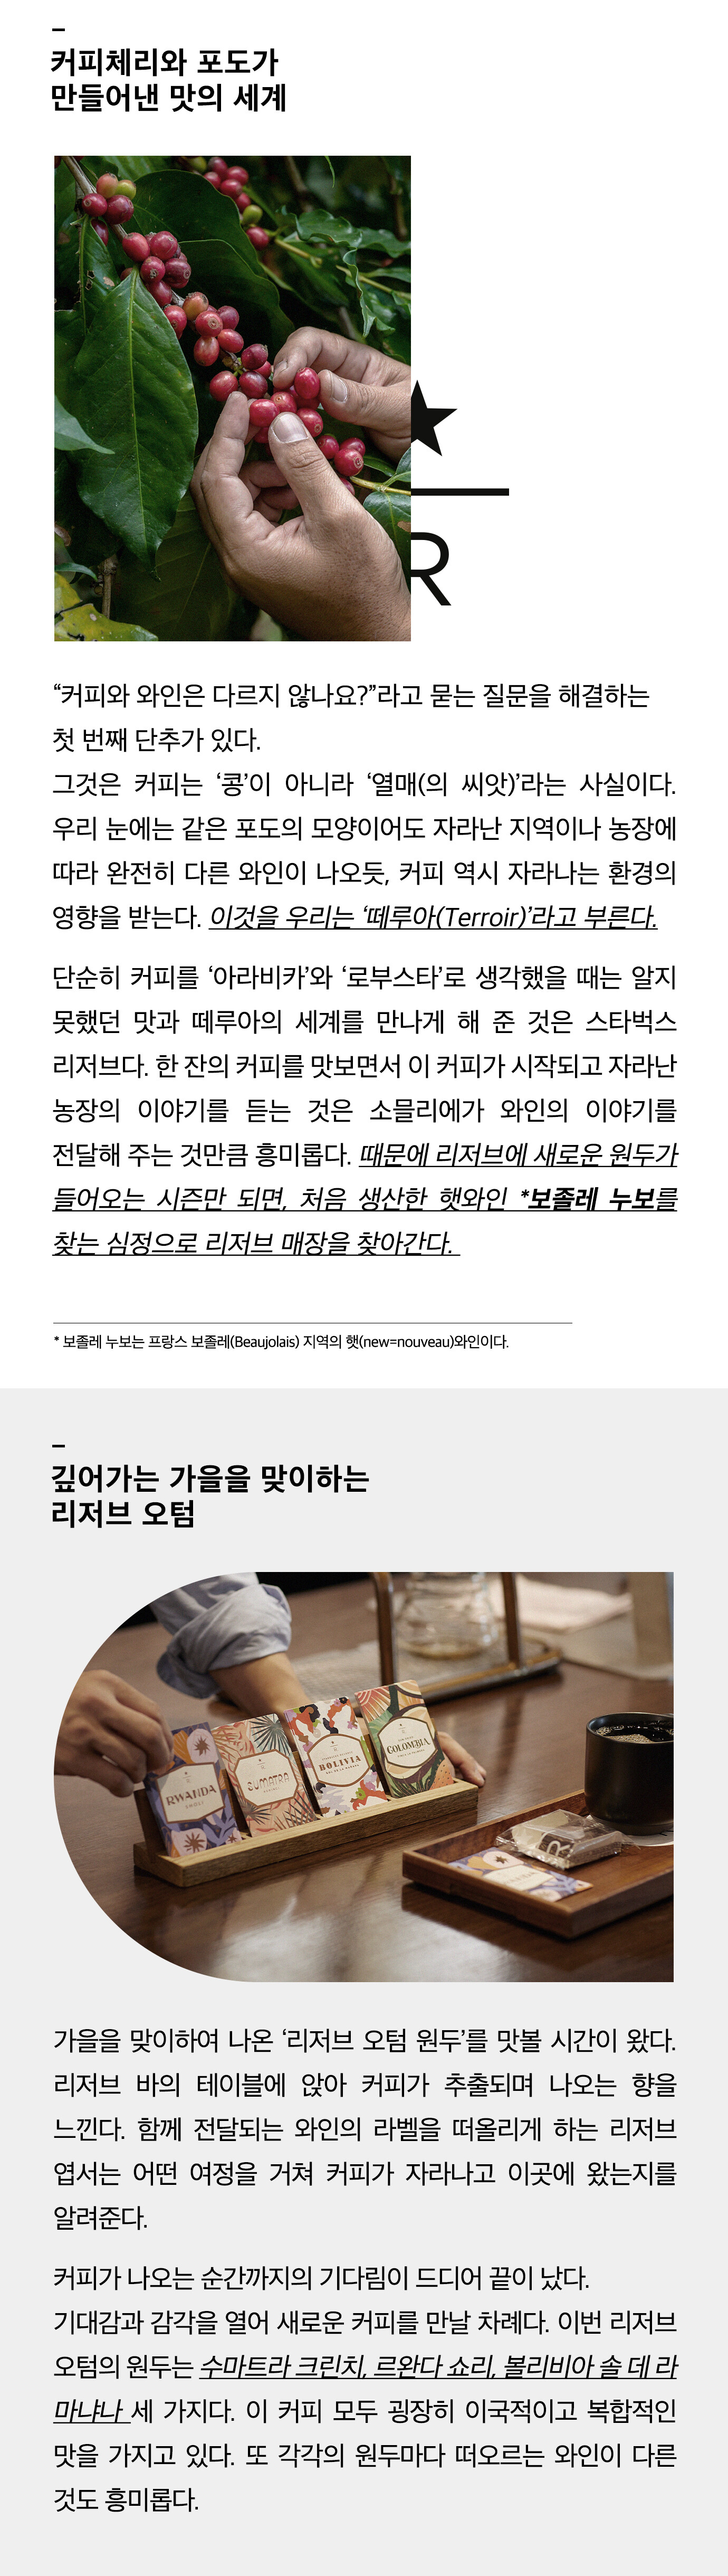 커피체리와 포도가
만들어낸 맛의 세계
R
“커피와 와인은 다르지 않나요?”라고 묻는 질문을 해결하는
첫 번째 단추가 있다.
그것은 커피는 ‘콩’이 아니라 ‘열매(의 씨앗)’라는 사실이다.
우리 눈에는 같은 포도의 모양이어도 자라난 지역이나 농장에
따라 완전히 다른 와인이 나오듯, 커피 역시 자라나는 환경의
영향을 받는다. 이것을 우리는 ‘떼루아(Terroir)’라고 부른다.
단순히 커피를 ‘아라비카’와 ‘로부스타’로 생각했을 때는 알지
못했던 맛과 떼루아의 세계를 만나게 해 준 것은 스타벅스
리저브다. 한 잔의 커피를 맛보면서 이 커피가 시작되고 자라난
농장의 이야기를 듣는 것은 소믈리에가 와인의 이야기를
전달해 주는 것만큼 흥미롭다. 때문에 리저브에 새로운 원두가
들어오는 시즌만 되면, 처음 생산한 햇와인 *보졸레 누보를
찾는 심정으로 리저브 매장을 찾아간다.
* 보졸레 누보는 프랑스 보졸레(Beaujolais) 지역의 햇(new=nouveau)와인이다.
깊어가는 가을을 맞이하는
리저브 오텀
RWANDA
SUMATRA
BOLIVIA
COLOMBIA
가을을 맞이하여 나온 ‘리저브 오텀 원두’를 맛볼 시간이 왔다.
리저브 바의 테이블에 앉아 커피가 추출되며 나오는 향을
느낀다. 함께 전달되는 와인의 라벨을 떠올리게 하는 리저브
엽서는 어떤 여정을 거쳐 커피가 자라나고 이곳에 왔는지를
알려준다.
커피가 나오는 순간까지의 기다림이 드디어 끝이 났다.
기대감과 감각을 열어 새로운 커피를 만날 차례다. 이번 리저브
오텀의 원두는 수마트라 크린치, 르완다 쇼리, 볼리비아 솔 데 라
마냐나 세 가지다. 이 커피 모두 굉장히 이국적이고 복합적인
맛을 가지고 있다. 또 각각의 원두마다 떠오르는 와인이 다른
것도 흥미롭다.